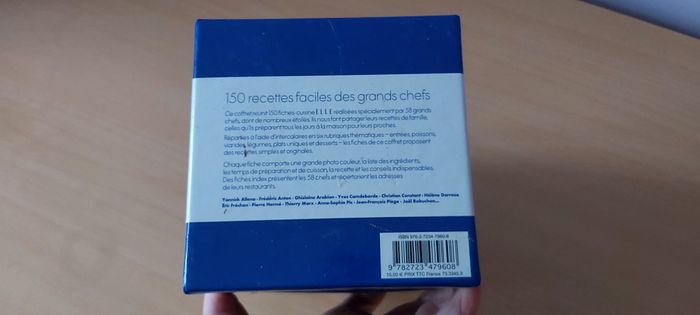 150 recettes faciles des grands chefs
Ce coffret réunit 150 fiches-cuisine ELLE réalisées spécialement par 58 grands
chefs, dont de nombreux étoilés. Ils nous font partager leurs recettes de famille,
celles qu'ils préparent tous les jours à la maison pour leurs proches.
Réparties à l'aide d'intercalaires en six rubriques thématiques – entrées, poissons,
viandes, légumes, plats uniques et desserts – les fiches de ce coffret proposent
des recettes simples et originales.
Chaque fiche comporte une grande photo couleur, la liste des ingrédients,
les temps de préparation et de cuisson, la recette et les conseils indispensables.
Des fiches index présentent les 58 chefs et répertorient les adresses
de leurs restaurants.
Yannick Alleno • Frédéric Anton • Ghislaine Arabian • Yves Camdeborde • Christian Constant • Hélène Darroze
Éric Fréchon • Pierre Hermé • Thierry Marx • Anne-Sophie Pic • Jean-François Piège • Joël Robuchon...
ISBN 978-2-7234-7960-8
9 782723 479608
15,00 € PRIX TTC France 73.3345.3